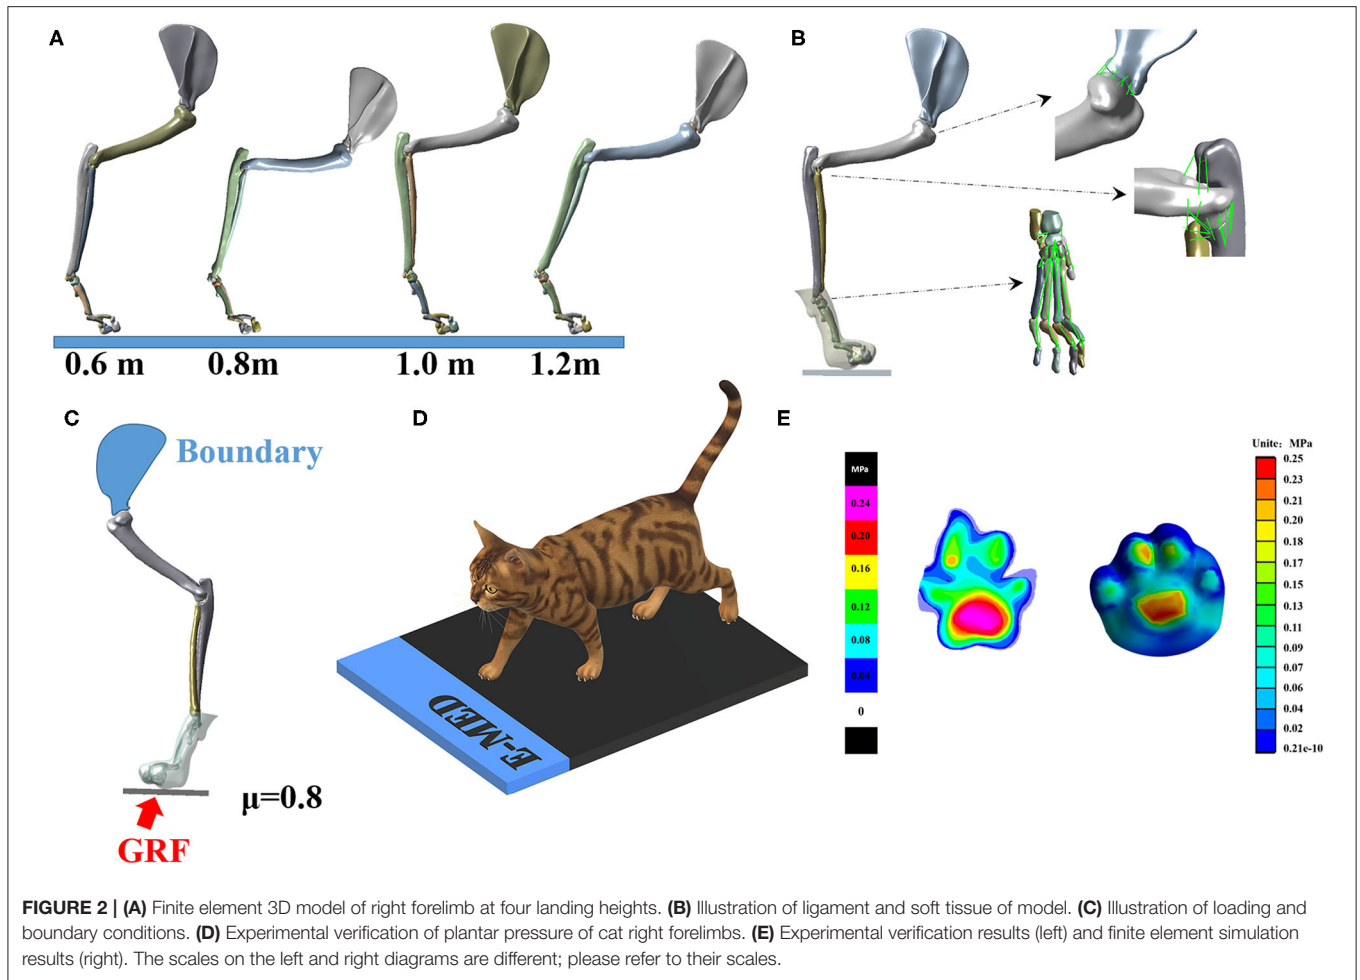 A
B
0.6 m
0.8m
1.0 m
1.2m
C
D
E
Boundary
μ=0.8
GRF
E-MED
MPa
0.24
0.20
0.16
0.12
0.08
0.04
0
Unite: MPa
0.25
0.23
0.21
0.20
0.18
0.17
0.15
0.13
0.11
0.09
0.07
0.06
0.04
0.02
0.21e-10
FIGURE 2 | (A) Finite element 3D model of right forelimb at four landing heights. (B) Illustration of ligament and soft tissue of model. (C) Illustration of loading and
boundary conditions. (D) Experimental verification of plantar pressure of cat right forelimbs. (E) Experimental verification results (left) and finite element simulation
results (right). The scales on the left and right diagrams are different; please refer to their scales.